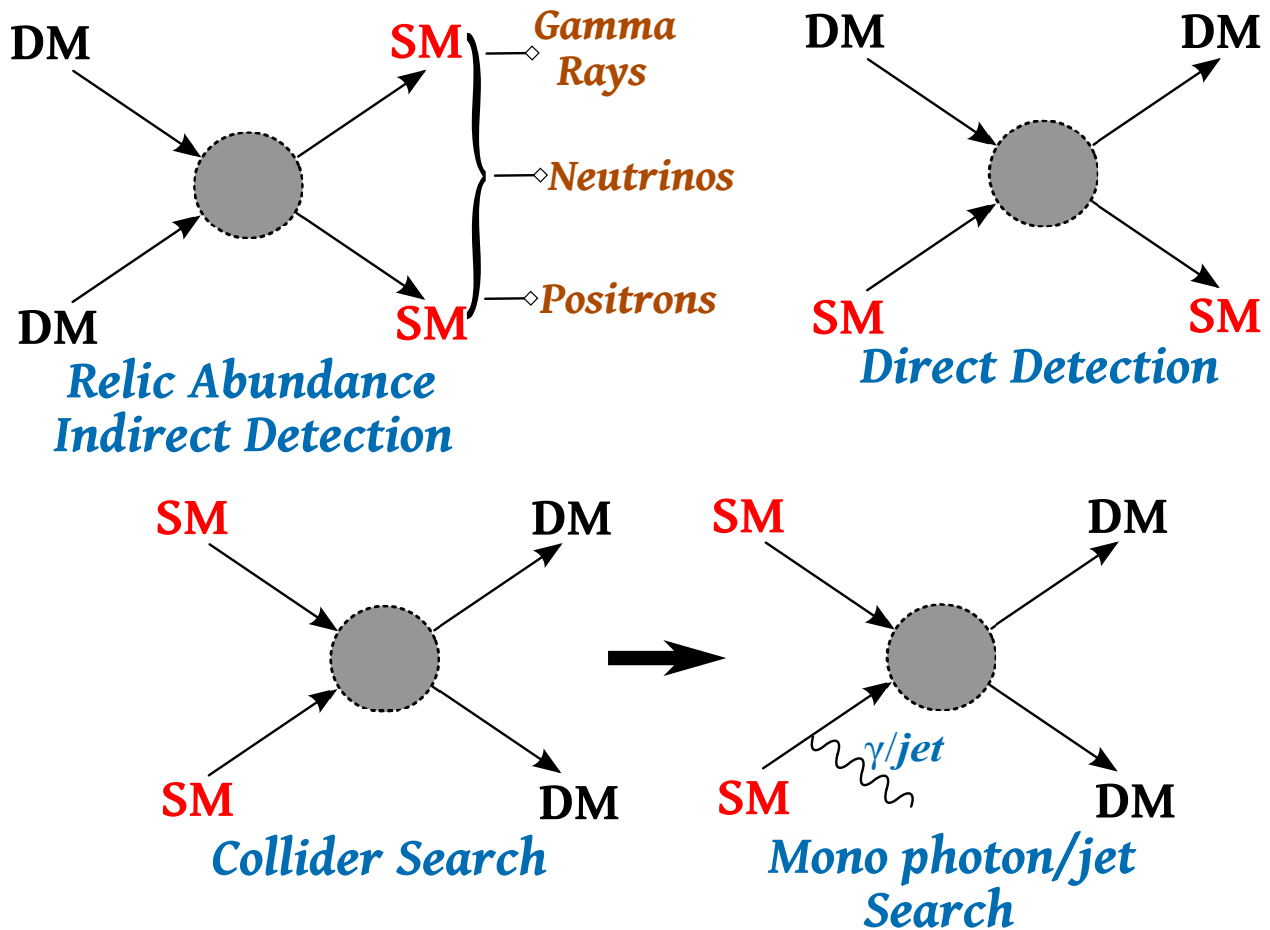 DM
SM
Gamma
Rays
Neutrinos
Positrons
DM
SM
Relic Abundance
Indirect Detection
DM
DM
SM
SM
Direct Detection
SM
DM
SM
DM
Collider Search
SM
DM
γ/jet
SM
DM
Mono photon/jet
Search